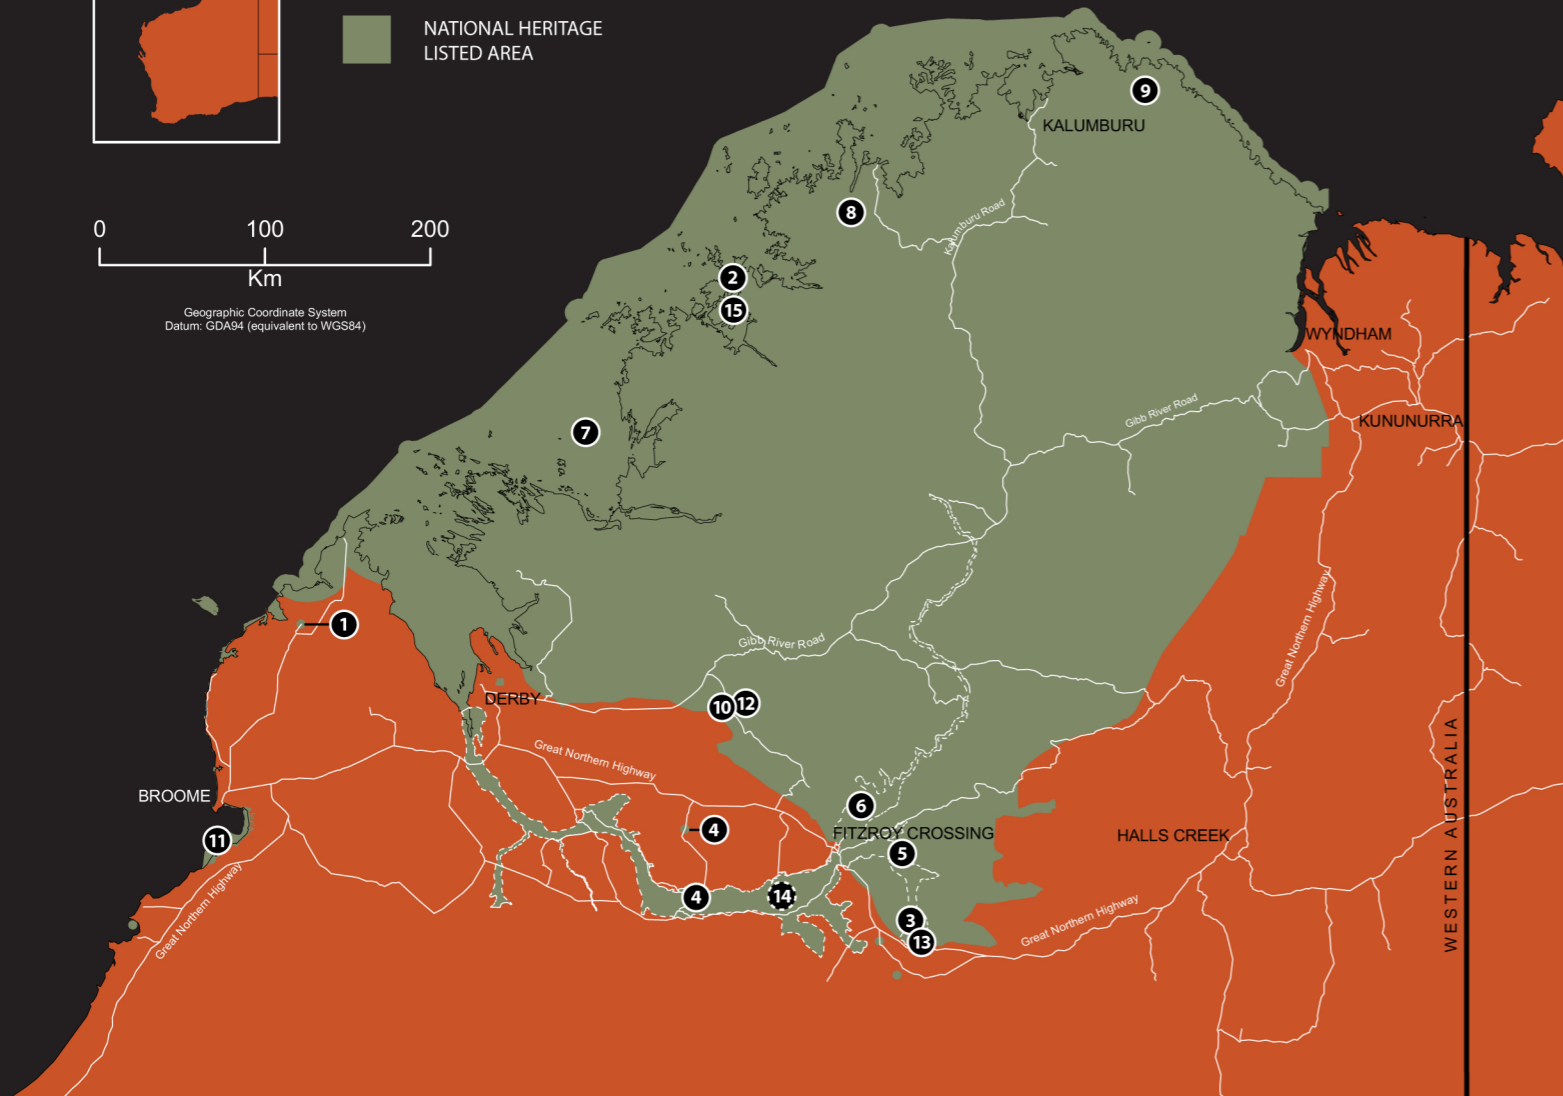 NATIONAL HERITAGE
LISTED AREA
9
KALUMBURU
0 100 200
Km
8
Kalumburu Road
2
15
Geographic Coordinate System
Datum: GDA94 (equivalent to WGS84)
WYNDHAM
7
Gibb River Road
KUNUNURRA
1
Gibb River Road
Great Northern Highway
DERBY
10 12
Great Northern Highway
BROOME
6
11
4
FITZROY CROSSING
HALLS CREEK
5
WESTERN AUSTRALIA
4
14
3
13
Great Northern Highway
Great Northern Highway